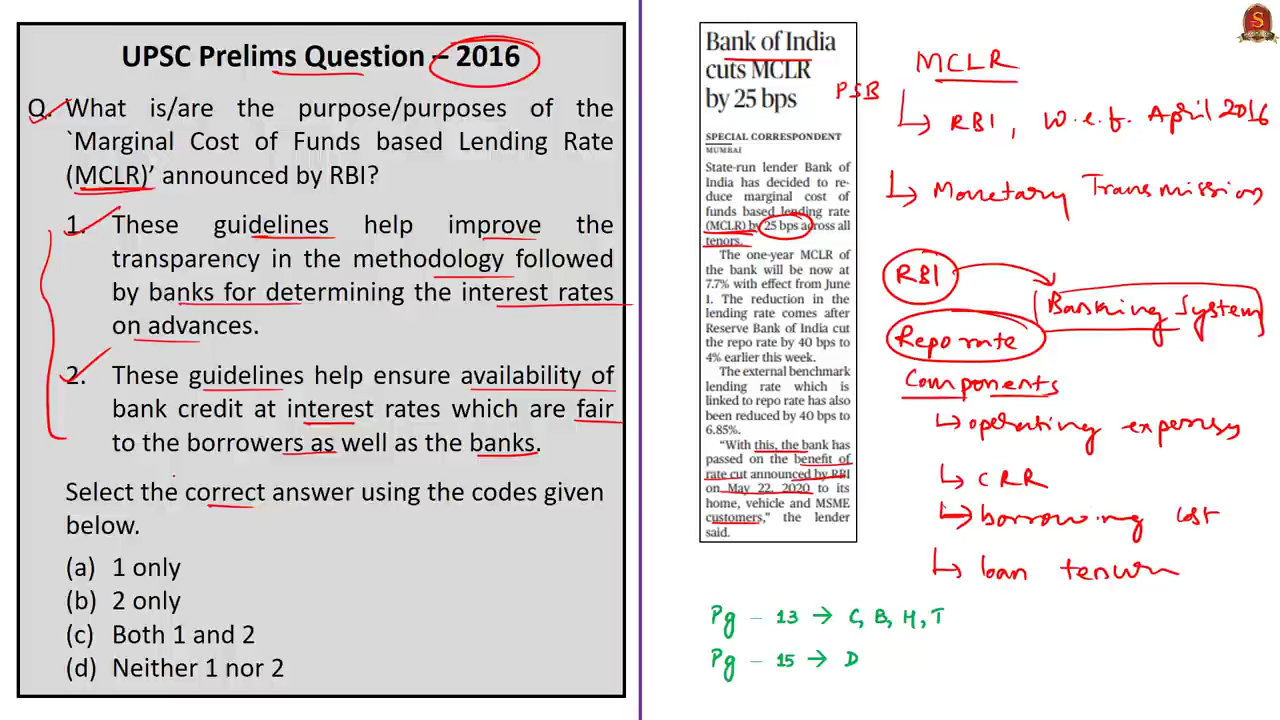 UPSC Prelims Question – 2016
Q. What is/are the purpose/purposes of the
`Marginal Cost of Funds based Lending Rate
(MCLR)’ announced by RBI?
1. These guidelines help improve the
transparency in the methodology followed
by banks for determining the interest rates
on advances.
2. These guidelines help ensure availability of
bank credit at interest rates which are fair
to the borrowers as well as the banks.
Select the correct answer using the codes given
below.
(a) 1 only
(b) 2 only
(c) Both 1 and 2
(d) Neither 1 nor 2
Bank of India
cuts MCLR
by 25 bps
PSB
SPECIAL CORRESPONDENT
MUMBAI
State-run lender Bank of
India has decided to re-
duce marginal cost of
funds based lending rate
(MCLR) by 25 bps across all
tenors.
The one-year MCLR of
the bank will be now at
7.7% with effect from June
1. The reduction in the
lending rate comes after
Reserve Bank of India cut
the repo rate by 40 bps to
4% earlier this week.
The external benchmark
lending rate which is
linked to repo rate has also
been reduced by 40 bps to
6.85%.
“With this, the bank has
passed on the benefit of
rate cut announced by RBI
on May 22, 2020 to its
home, vehicle and MSME
customers,” the lender
said.
MCLR
RBI, w.e.f. April 2016
Monetary Transmission
RBI
Banking System
Repo rate
Components
operating expenses
CRR
borrowing cost
loan tenure
Pg – 13 → C, B, H, T
Pg – 15 → D
S